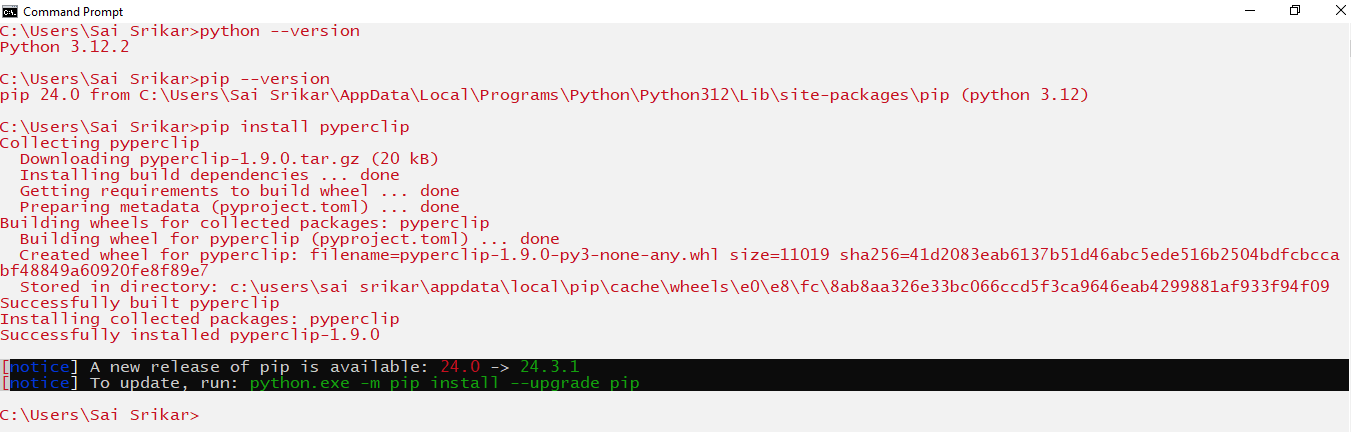 Command Prompt
C:\Users\Sai Srikar>python --version
Python 3.12.2
C:\Users\Sai Srikar>pip --version
pip 24.0 from C:\Users\Sai Srikar\AppData\Local\Programs\Python\Python312\Lib\site-packages\pip (python 3.12)
C:\Users\Sai Srikar>pip install pyperclip
Collecting pyperclip
  Downloading pyperclip-1.9.0.tar.gz (20 kB)
  Installing build dependencies ... done
  Getting requirements to build wheel ... done
  Preparing metadata (pyproject.toml) ... done
Building wheels for collected packages: pyperclip
  Building wheel for pyperclip (pyproject.toml) ... done
  Created wheel for pyperclip: filename=pyperclip-1.9.0-py3-none-any.whl size=11019 sha256=41d2083eab6137b51d46abc5ede516b2504bdfcbcca
bf48849a60920fe8f89e7
  Stored in directory: c:\users\sai srikar\appdata\local\pip\cache\wheels\e0\e8\fc\8ab8aa326e33bc066ccd5f3ca9646eab4299881af933f94f09
Successfully built pyperclip
Installing collected packages: pyperclip
Successfully installed pyperclip-1.9.0
[notice] A new release of pip is available: 24.0 -> 24.3.1
[notice] To update, run: python.exe -m pip install --upgrade pip
C:\Users\Sai Srikar>